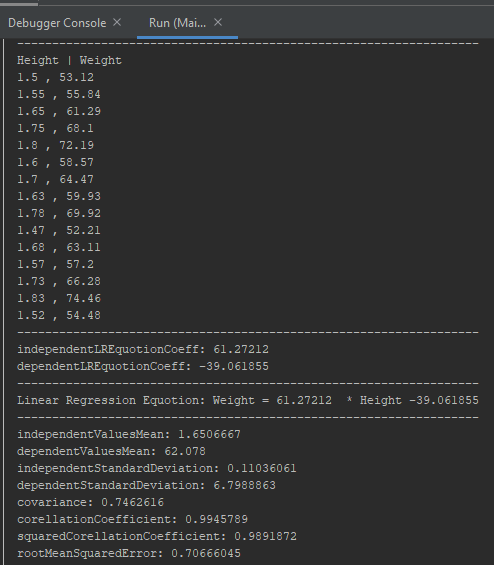 Debugger Console × Run (Mai... ×
----------------------------------------------------------------
Height | Weight
1.5 , 53.12
1.55 , 55.84
1.65 , 61.29
1.75 , 68.1
1.8 , 72.19
1.6 , 58.57
1.7 , 64.47
1.63 , 59.93
1.78 , 69.92
1.47 , 52.21
1.68 , 63.11
1.57 , 57.2
1.73 , 66.28
1.83 , 74.46
1.52 , 54.48
----------------------------------------------------------------
independentLREquotionCoeff: 61.27212
dependentLREquotionCoeff: -39.061855
----------------------------------------------------------------
Linear Regression Equotion: Weight = 61.27212  * Height -39.061855
----------------------------------------------------------------
independentValuesMean: 1.6506667
dependentValuesMean: 62.078
independentStandardDeviation: 0.11036061
dependentStandardDeviation: 6.7988863
covariance: 0.7462616
corellationCoefficient: 0.9945789
squaredCorellationCoefficient: 0.9891872
rootMeanSquaredError: 0.70666045